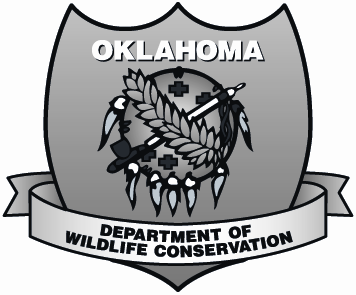 OKLAHOMA
DEPARTMENT OF
WILDLIFE CONSERVATION